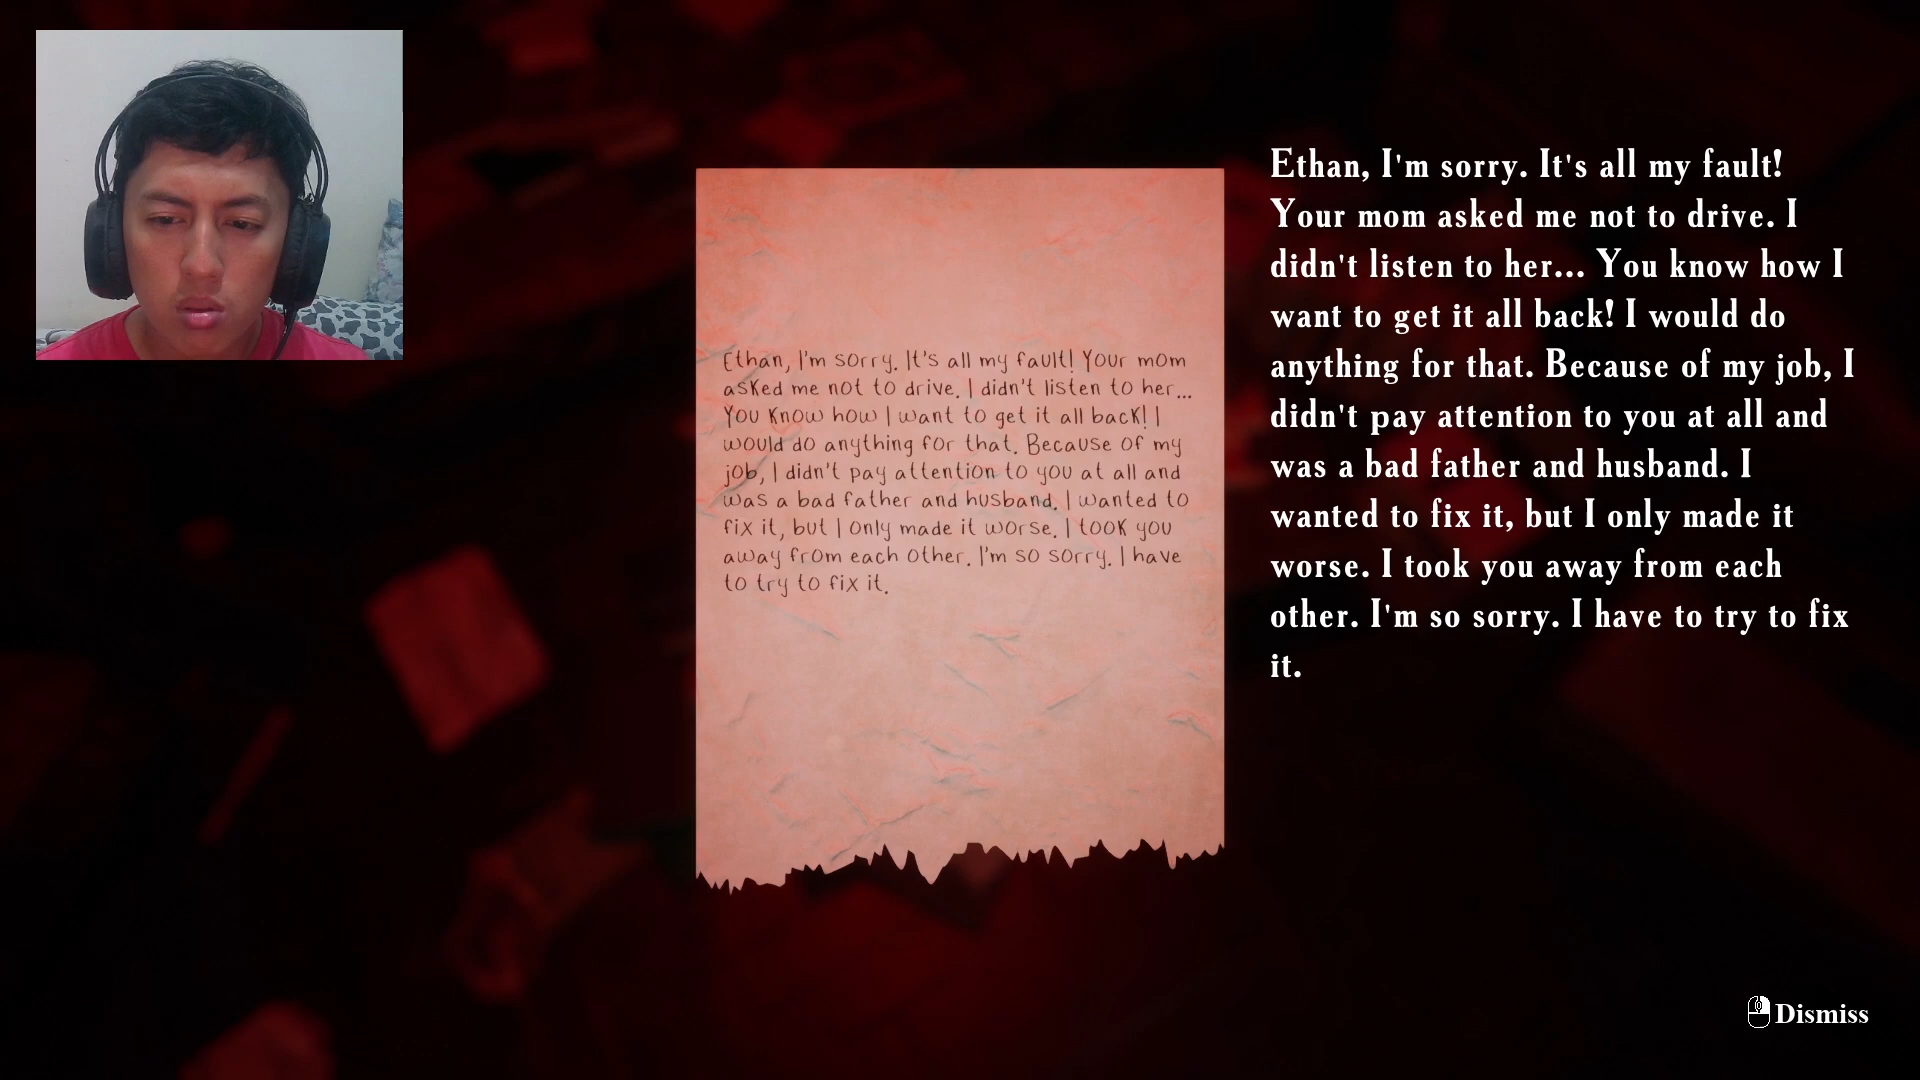 Ethan, I'm sorry. It's all my fault! Your mom
asked me not to drive. I didn't listen to her...
You know how I want to get it all back! I
would do anything for that. Because of my
job, I didn't pay attention to you at all and
was a bad father and husband. I wanted to
fix it, but I only made it worse. I took you
away from each other. I'm so sorry. I have
to try to fix it.
Ethan, I'm sorry. It's all my fault!
Your mom asked me not to drive. I
didn't listen to her... You know how I
want to get it all back! I would do
anything for that. Because of my job, I
didn't pay attention to you at all and
was a bad father and husband. I
wanted to fix it, but I only made it
worse. I took you away from each
other. I'm so sorry. I have to try to fix
it.
Dismiss